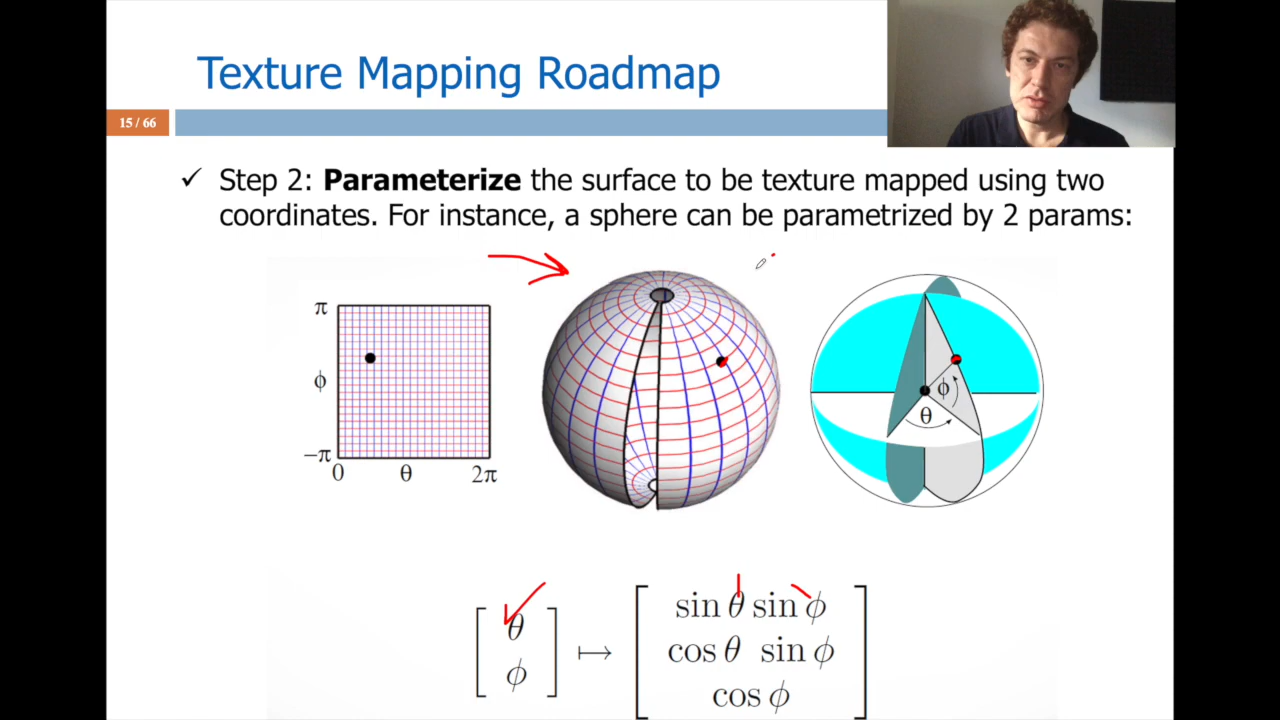 Texture Mapping Roadmap
15 / 66
✓ Step 2: Parameterize the surface to be texture mapped using two
coordinates. For instance, a sphere can be parametrized by 2 params:
π
ϕ
−π
0 θ 2π
ϕ
θ
θ
ϕ
↦
sin θ sin ϕ
cos θ sin ϕ
cos ϕ